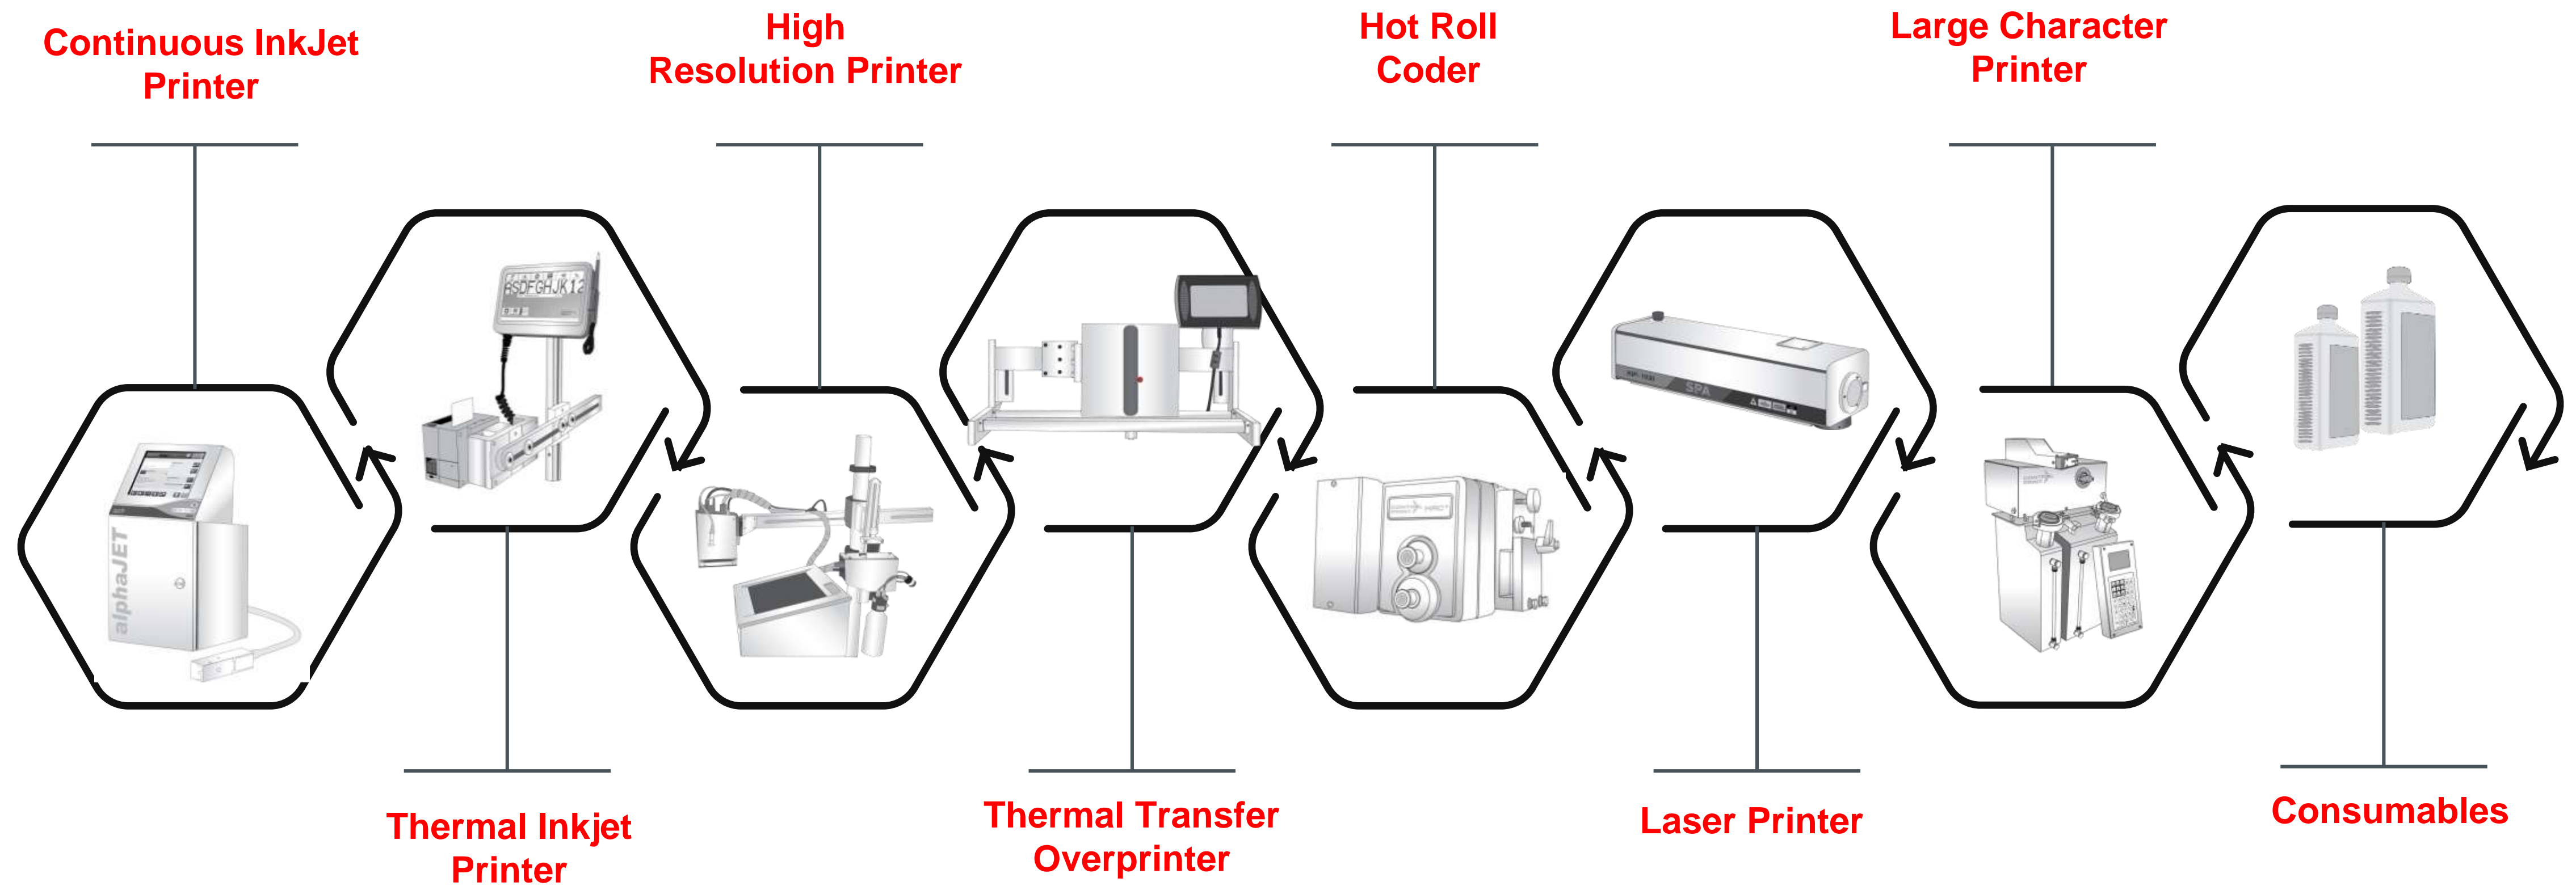 Continuous InkJet
Printer
High
Resolution Printer
Hot Roll
Coder
Large Character
Printer
ASDFGHJK12
alphaJET
SPA
Thermal Inkjet
Printer
Thermal Transfer
Overprinter
Laser Printer
Consumables